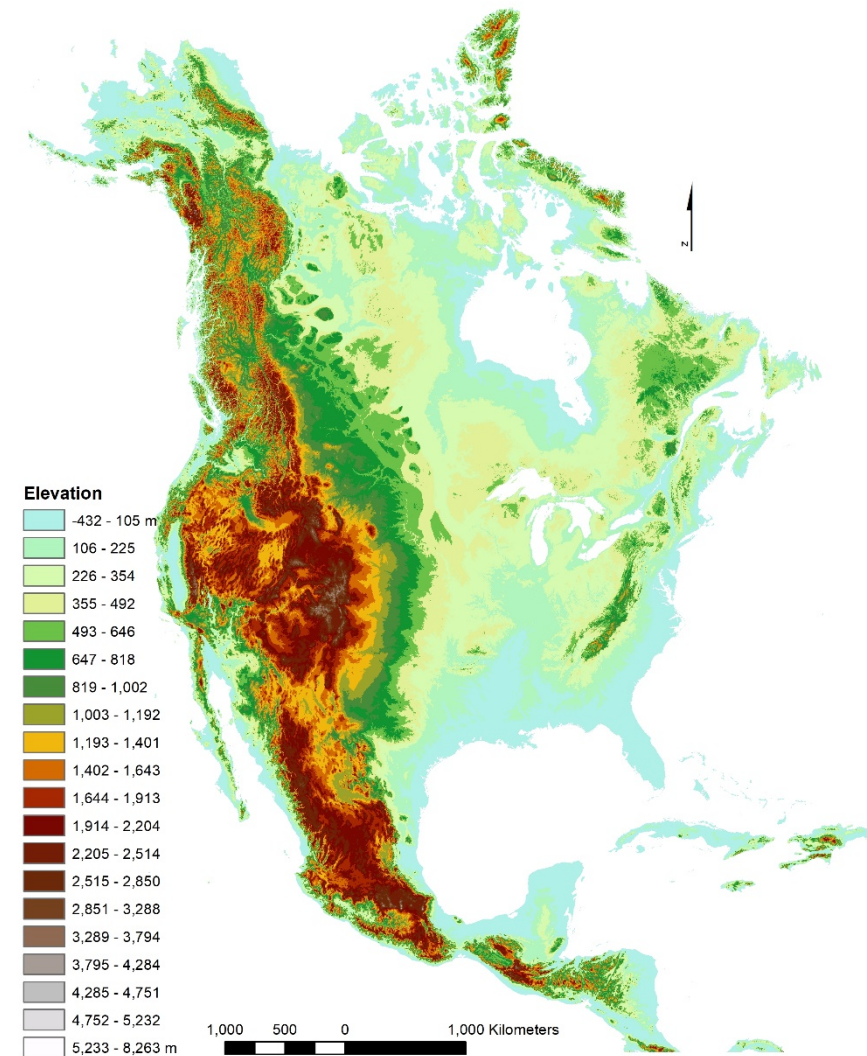 N
Elevation
-432 - 105 m
106 - 225
226 - 354
355 - 492
493 - 646
647 - 818
819 - 1,002
1,003 - 1,192
1,193 - 1,401
1,402 - 1,643
1,644 - 1,913
1,914 - 2,204
2,205 - 2,514
2,515 - 2,850
2,851 - 3,288
3,289 - 3,794
3,795 - 4,284
4,285 - 4,751
4,752 - 5,232
5,233 - 8,263 m
1,000 500 0 1,000 Kilometers